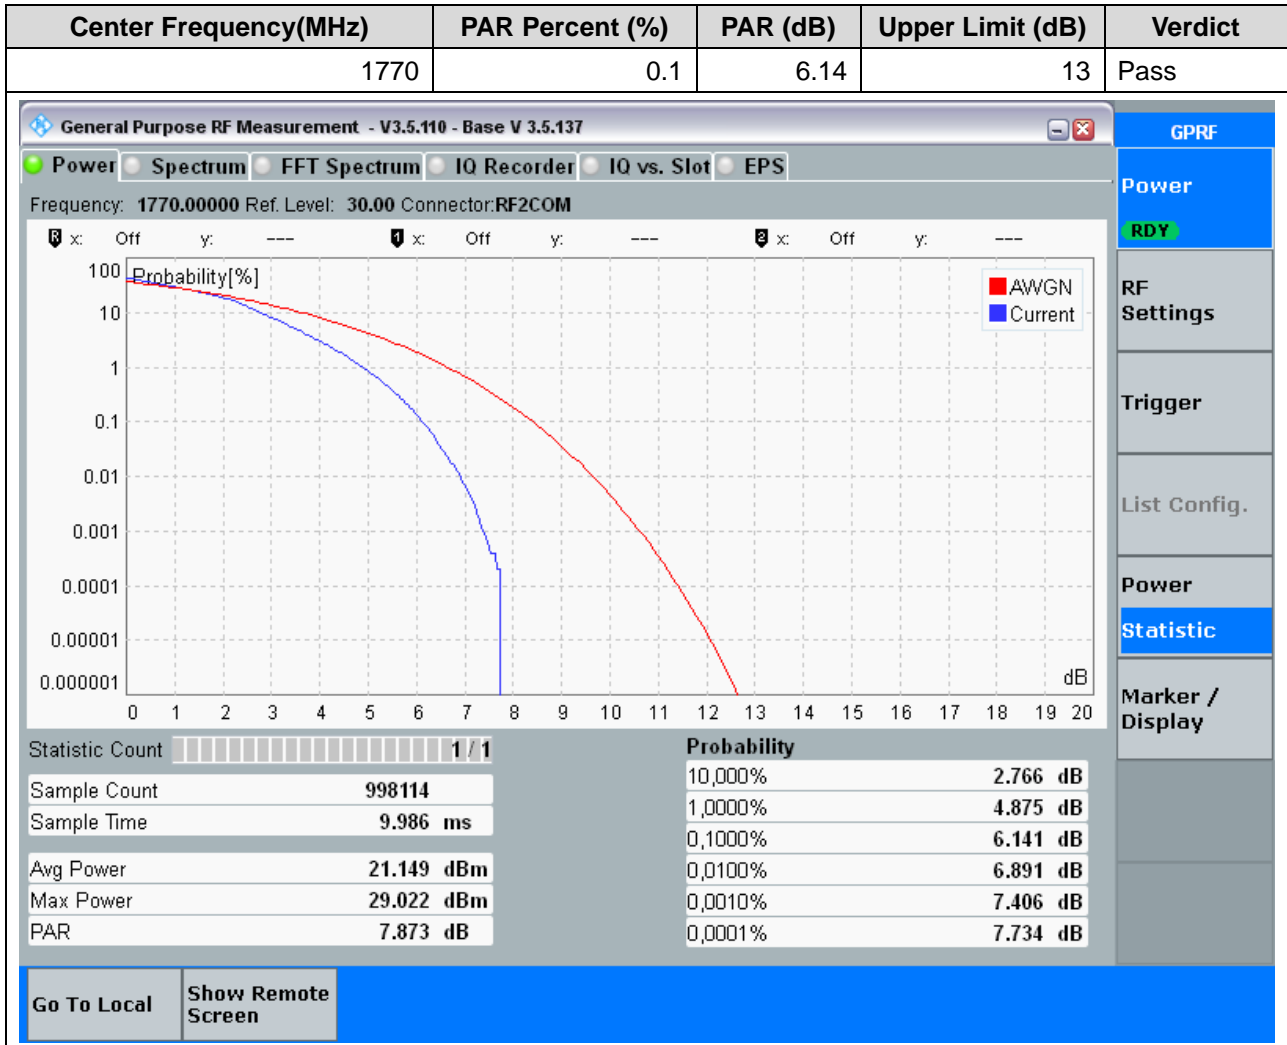 Center Frequency(MHz) PAR Percent (%) PAR (dB) Upper Limit (dB) Verdict
1770 0.1 6.14 13 Pass
General Purpose RF Measurement - V3.5.110 - Base V 3.5.137
GPRF
Power Spectrum FFT Spectrum IQ Recorder IQ vs. Slot EPS
Power
RDY
Frequency: 1770.00000 Ref. Level: 30.00 Connector:RF2COM
R x: Off y: --- 1 x: Off y: --- 2 x: Off y: ---
Probability[%]
AWGN
Current
100
10
1
0.1
0.01
0.001
0.0001
0.00001
0.000001
dB
0 1 2 3 4 5 6 7 8 9 10 11 12 13 14 15 16 17 18 19 20
RF
Settings
Trigger
List Config.
Power
Statistic
Marker /
Display
Statistic Count 1 / 1
Sample Count 998114
Sample Time 9.986 ms
Avg Power 21.149 dBm
Max Power 29.022 dBm
PAR 7.873 dB
Probability
10,000% 2.766 dB
1,0000% 4.875 dB
0,1000% 6.141 dB
0,0100% 6.891 dB
0,0010% 7.406 dB
0,0001% 7.734 dB
Go To Local
Show Remote
Screen